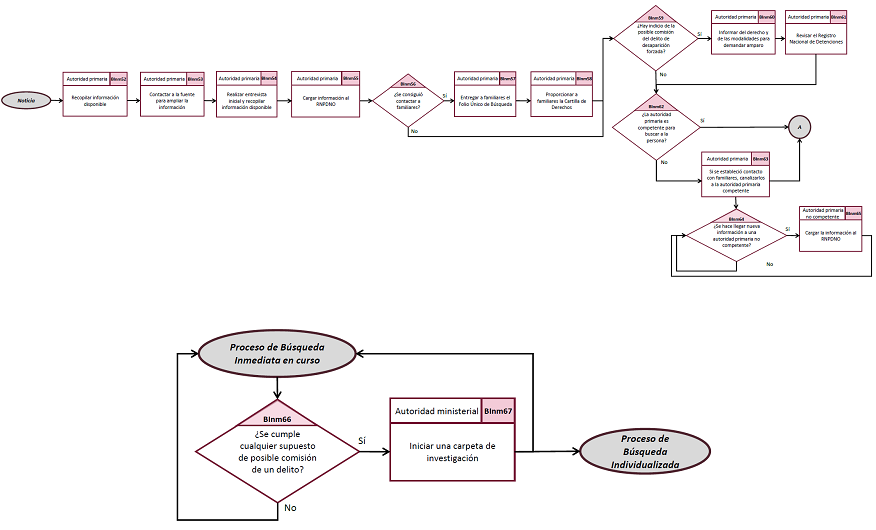 Noticia
Autoridad primaria BInm52
Recopilar información
disponible
Autoridad primaria BInm53
Contactar a la fuente
para ampliar la
información
Autoridad primaria BInm54
Realizar entrevista
inicial y recopilar
información disponible
Autoridad primaria BInm55
Cargar información al
RNPDNO
BInm56
¿Se consiguió
contactar a
familiares?
Sí
No
Autoridad primaria BInm57
Entregar a familiares el
Folio Único de Búsqueda
Autoridad primaria BInm58
Proporcionar a
familiares la Cartilla de
Derechos
BInm59
¿Hay indicio de la
posible comisión
del delito de
desaparición
forzada?
Sí
No
Autoridad primaria BInm60
Informar del derecho y
de las modalidades para
demandar amparo
Autoridad primaria BInm61
Revisar el Registro
Nacional de Detenciones
BInm62
¿La autoridad
primaria es
competente para
buscar a la
persona?
Sí
No
A
Autoridad primaria BInm63
Si se estableció contacto
con familiares, canalizarlos
a la autoridad primaria
competente
BInm64
¿Se hace llegar nueva
información a una
autoridad primaria no
competente?
Sí
No
Autoridad primaria
no competente BInm65
Cargar la información al
RNPDNO
Proceso de Búsqueda
Inmediata en curso
BInm66
¿Se cumple
cualquier supuesto
de posible comisión
de un delito?
Sí
No
Autoridad ministerial BInm67
Iniciar una carpeta de
investigación
Proceso de
Búsqueda
Individualizada